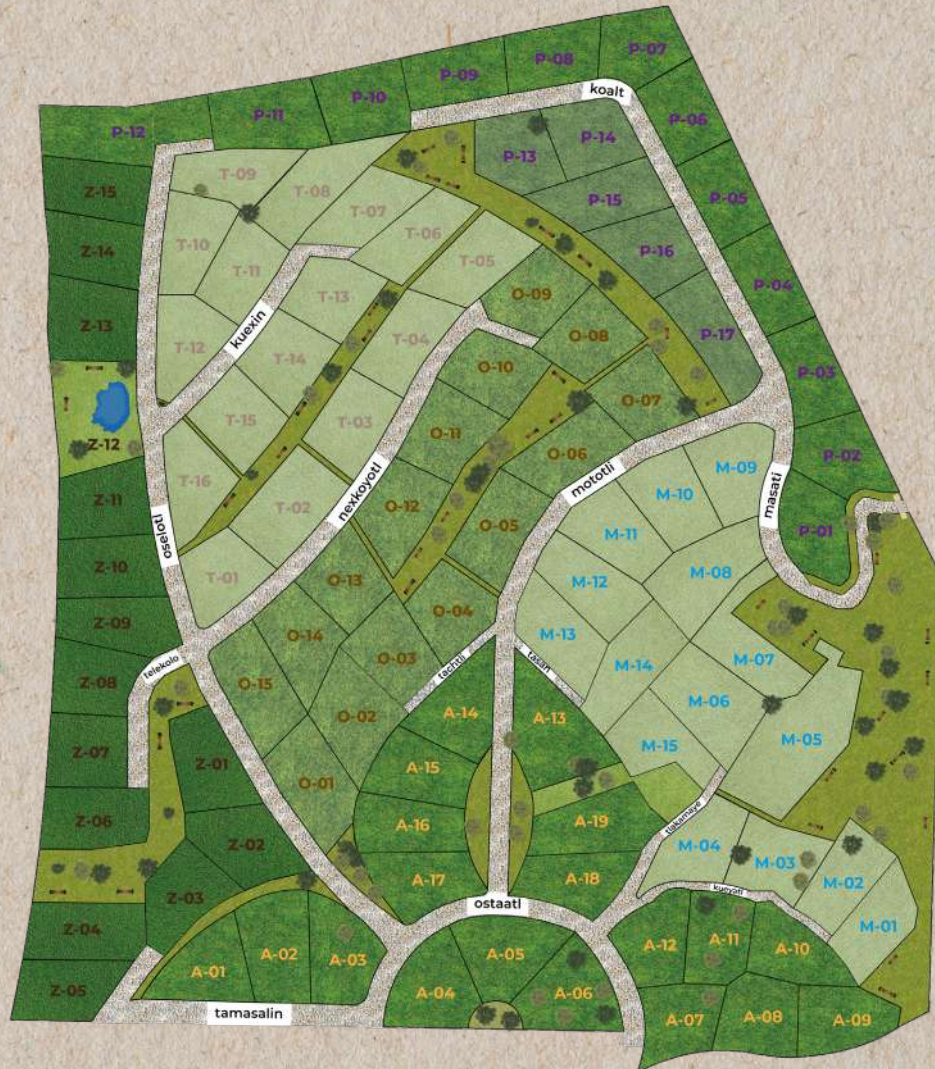 P-07
P-08
P-09
koalt
P-10
P-11
P-06
P-12
P-14
P-13
T-09
Z-15
T-08
P-05
P-15
T-07
T-06
T-10
Z-14
P-16
T-05
T-11
P-04
O-09
T-13
Z-13
kuexin
P-17
O-08
T-04
T-12
T-14
O-10
P-03
O-07
T-15
T-03
O-11
Z-12
O-06
P-02
M-09
mototli
T-16
nexkoyotl
M-10
masati
Z-11
O-12
T-02
oselotl
O-05
M-11
P-01
Z-10
M-08
T-01
O-13
M-12
O-04
Z-09
O-14
M-13
O-03
telekolo
tachtli
tasan
M-07
M-14
Z-08
O-15
M-06
A-14
O-02
A-13
M-05
M-15
Z-07
Z-01
A-15
O-01
tlakamaye
Z-06
A-16
A-19
Z-02
M-04
M-03
A-17
A-18
M-02
kueyatl
Z-03
ostaatl
M-01
Z-04
A-11
A-12
A-10
A-02
A-05
A-03
A-01
Z-05
A-04
A-06
tamasalin
A-07
A-08
A-09